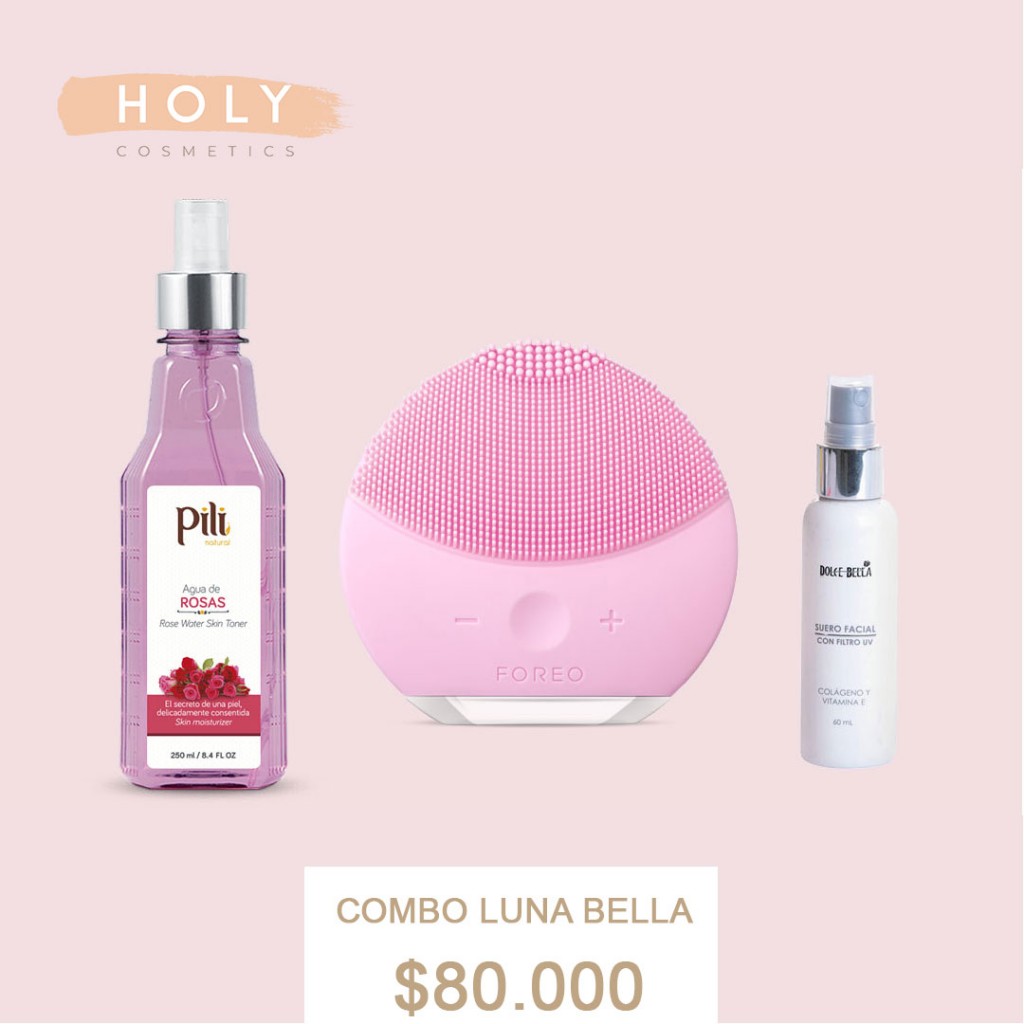 HOLY
COSMETICS
Pili
natural
Agua de
ROSAS
Rose Water Skin Toner
El secreto de una piel,
delicadamente consentida
Skin moisturizer
250 ml / 8.4 FL OZ
FOREO
DOLCE BELLA
SUERO FACIAL
CON FILTRO UV
COLÁGENO Y
VITAMINA E
60 mL
COMBO LUNA BELLA
$80.000